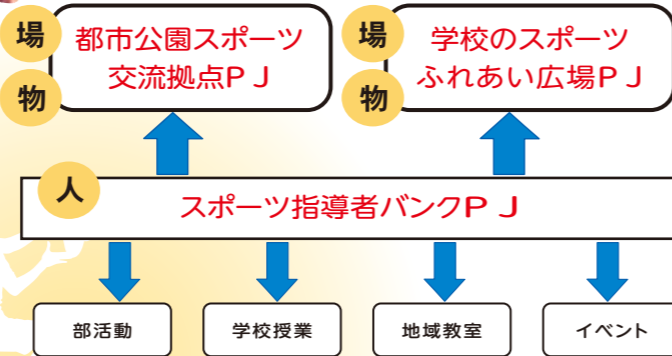 場
物
都市公園スポーツ
交流拠点ＰＪ
場
物
学校のスポーツ
ふれあい広場ＰＪ
人
スポーツ指導者バンクＰＪ
部活動
学校授業
地域教室
イベント